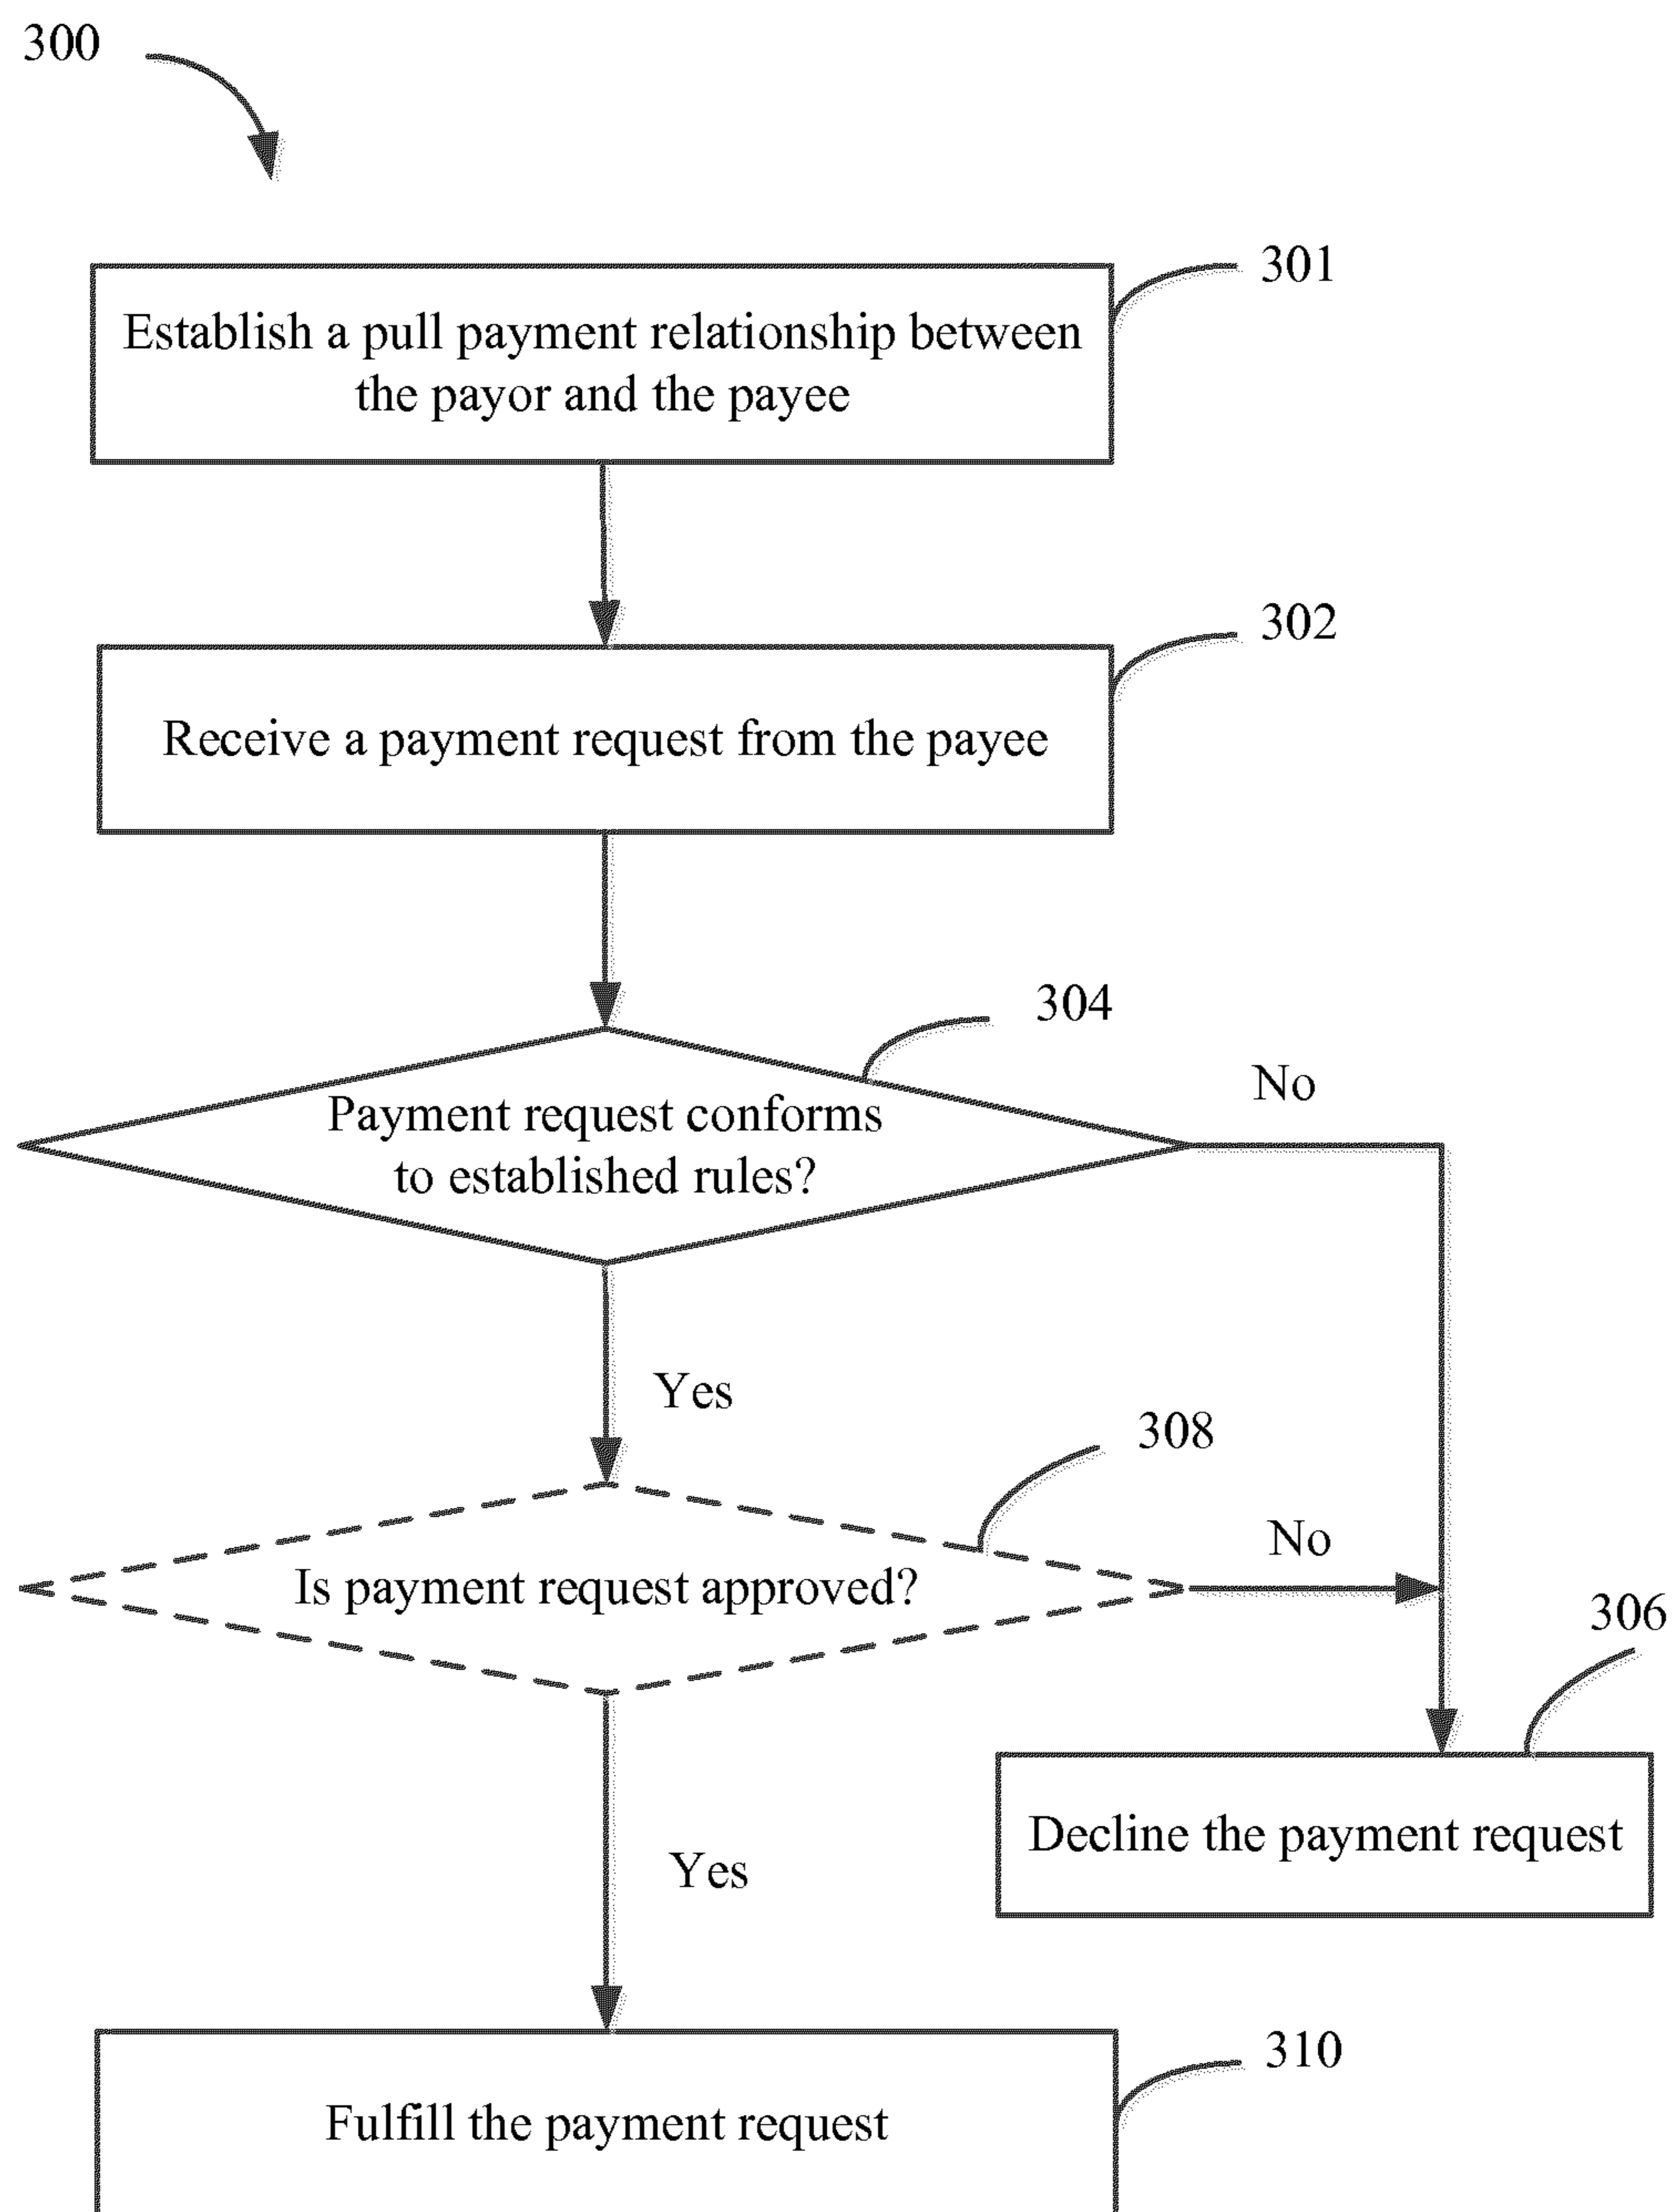 300
301
Establish a pull payment relationship between
the payor and the payee
302
Receive a payment request from the payee
304
No
Payment request conforms
to established rules?
Yes
308
No
Is payment request approved?
306
Decline the payment request
Yes
310
Fulfill the payment request